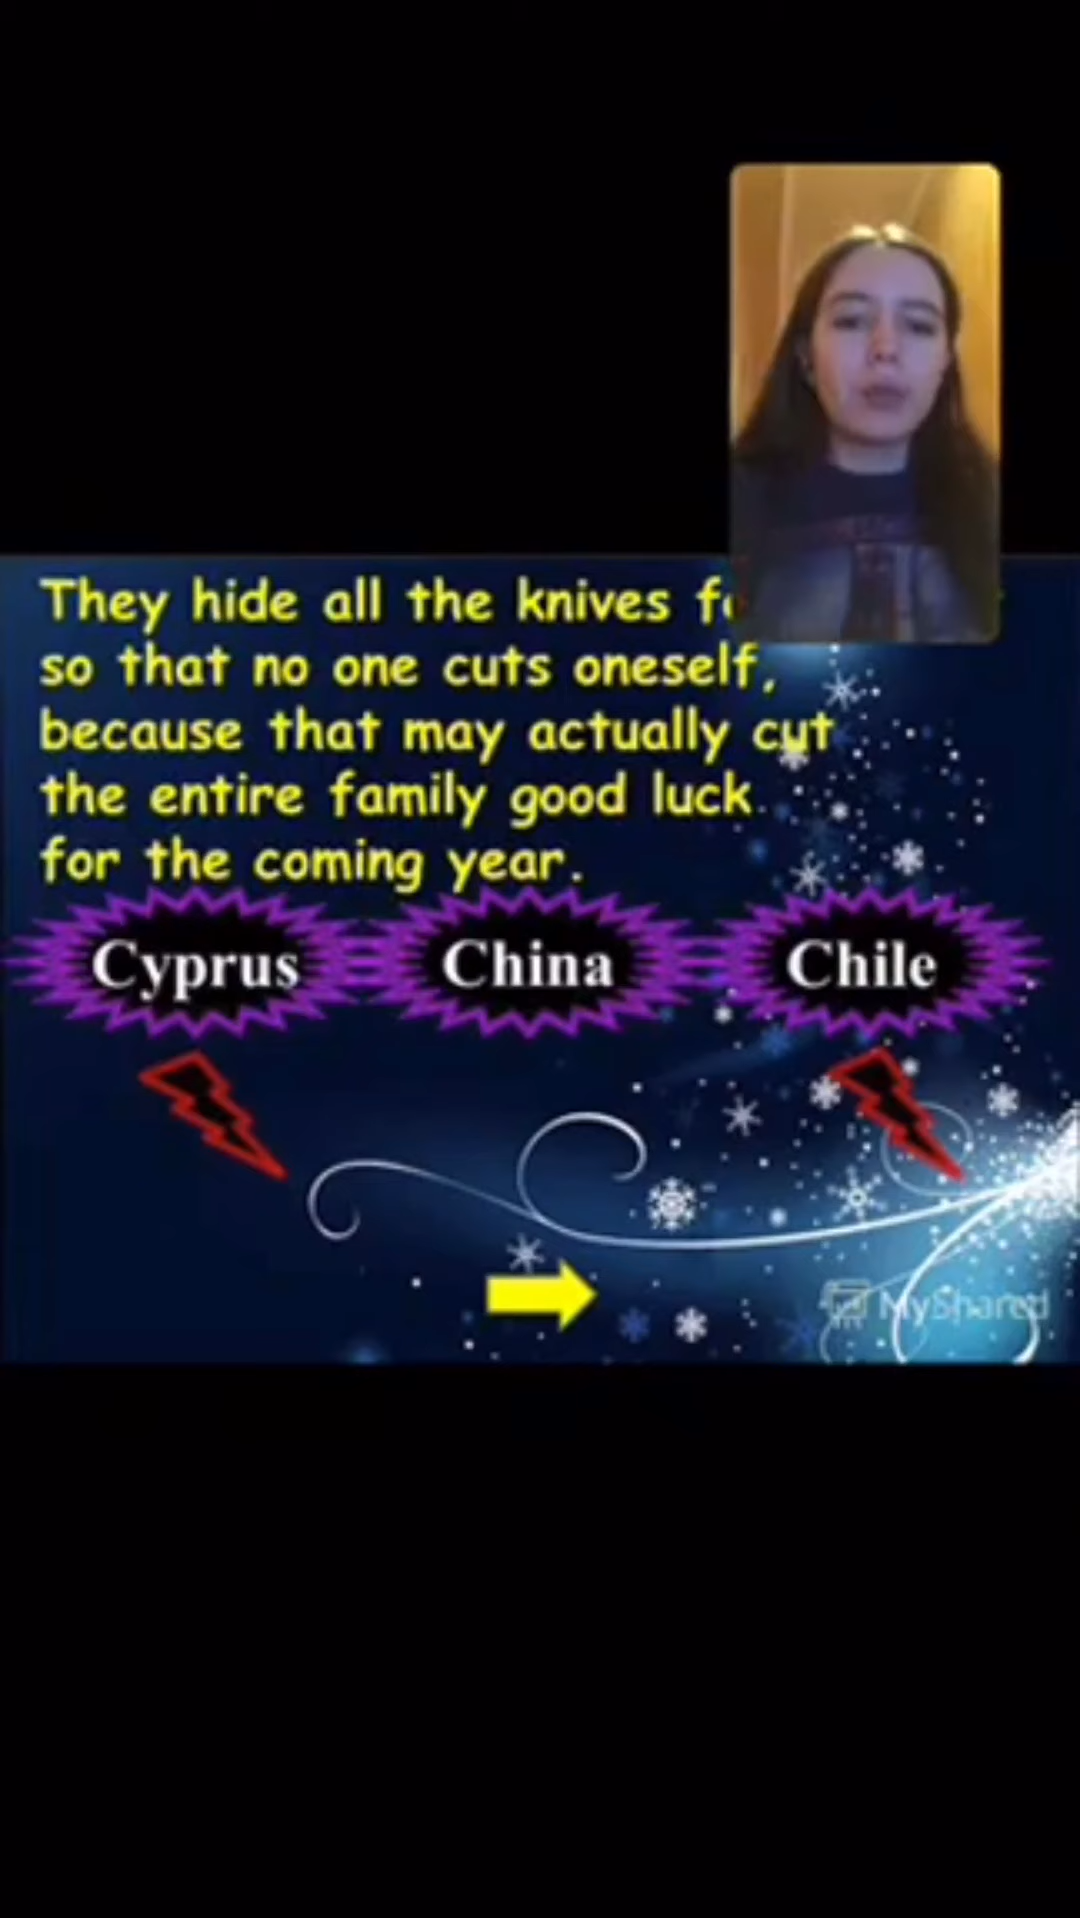 They hide all the knives
so that no one cuts oneself,
because that may actually cut
the entire family good luck
for the coming year.
Cyprus China Chile
MyShared